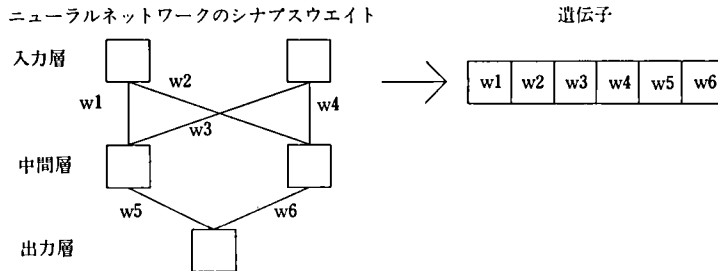 ニューラルネットワークのシナプスウエイト
遺伝子
入力層
w1
w2
w3
w4
w1 w2 w3 w4 w5 w6
中間層
w5
w6
出力層